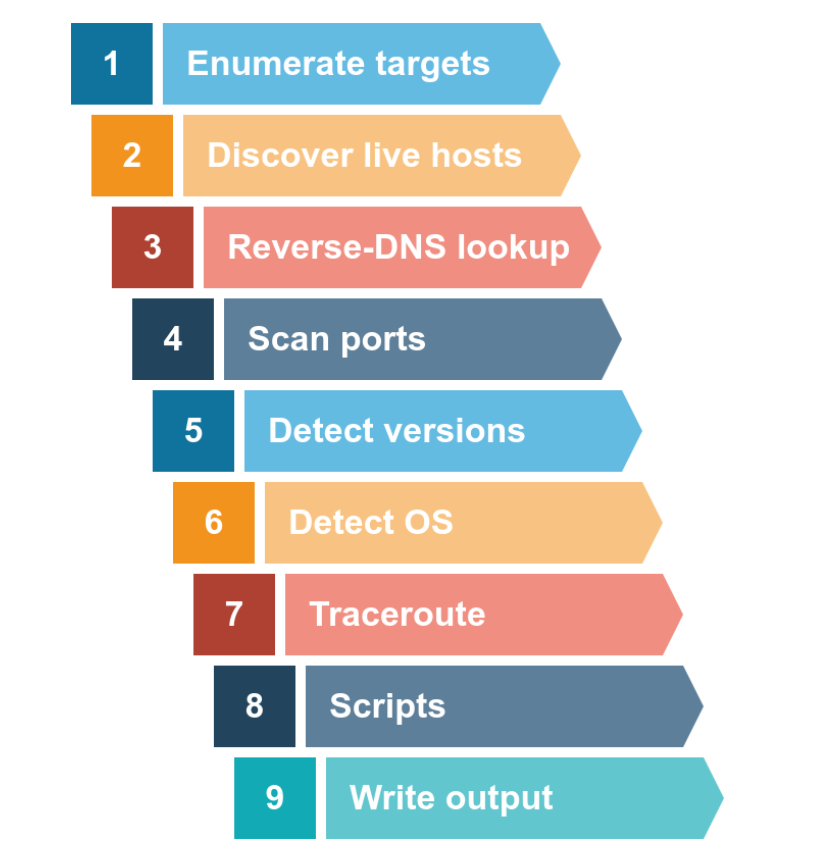 1 Enumerate targets
2 Discover live hosts
3 Reverse-DNS lookup
4 Scan ports
5 Detect versions
6 Detect OS
7 Traceroute
8 Scripts
9 Write output